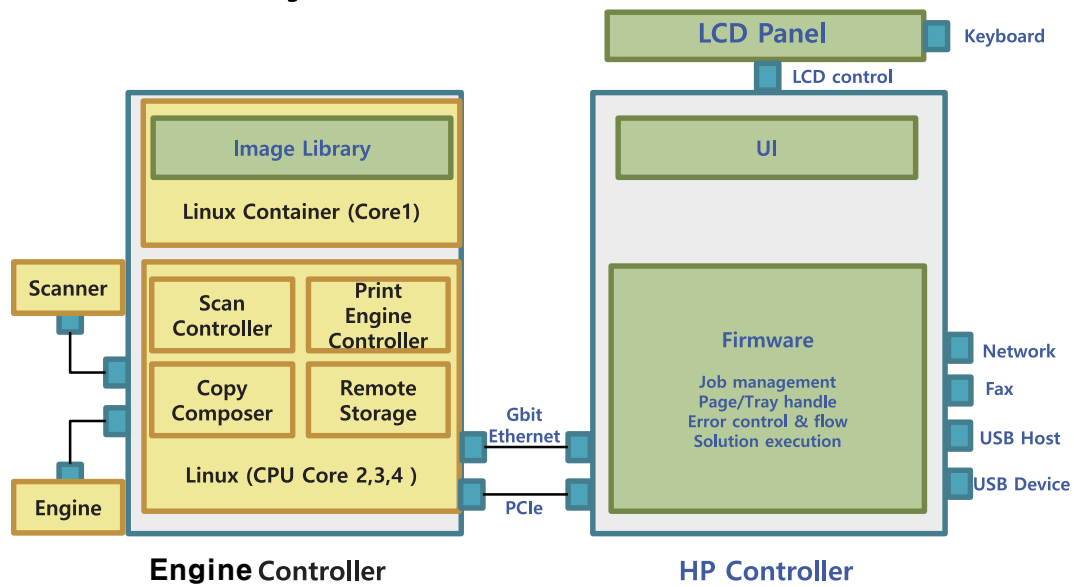 LCD Panel
Keyboard
LCD control
Image Library
Linux Container (Core1)
UI
Scanner
Scan
Controller
Print
Engine
Controller
Copy
Composer
Remote
Storage
Linux (CPU Core 2,3,4 )
Engine
Gbit
Ethernet
PCIe
Firmware
Job management
Page/Tray handle
Error control & flow
Solution execution
Network
Fax
USB Host
USB Device
Engine Controller
HP Controller